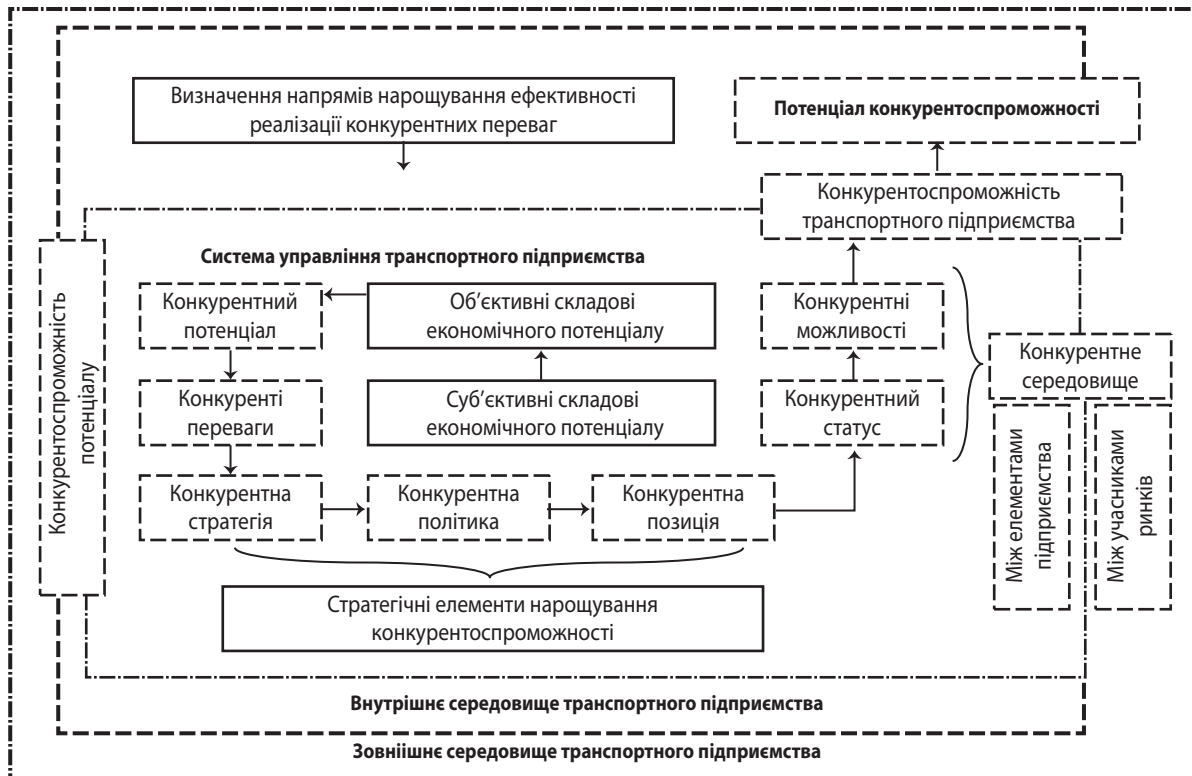 Визначення напрямів нарощування ефективності
реалізації конкурентних переваг
Потенціал конкурентоспроможності
Конкурентоспроможність
транспортного підприємства
Конкурентоспроможність
потенціалу
Система управління транспортного підприємства
Конкурентний
потенціал
Об’єктивні складові
економічного потенціалу
Конкурентні
можливості
Конкурентне
середовище
Конкуренті
переваги
Суб’єктивні складові
економічного потенціалу
Конкурентний
статус
Між елементами
підприємства
Між учасниками
ринків
Конкурентна
стратегія
Конкурентна
політика
Конкурентна
позиція
Стратегічні елементи нарощування
конкурентоспроможності
Внутрішнє середовище транспортного підприємства
Зовніішнє середовище транспортного підприємства